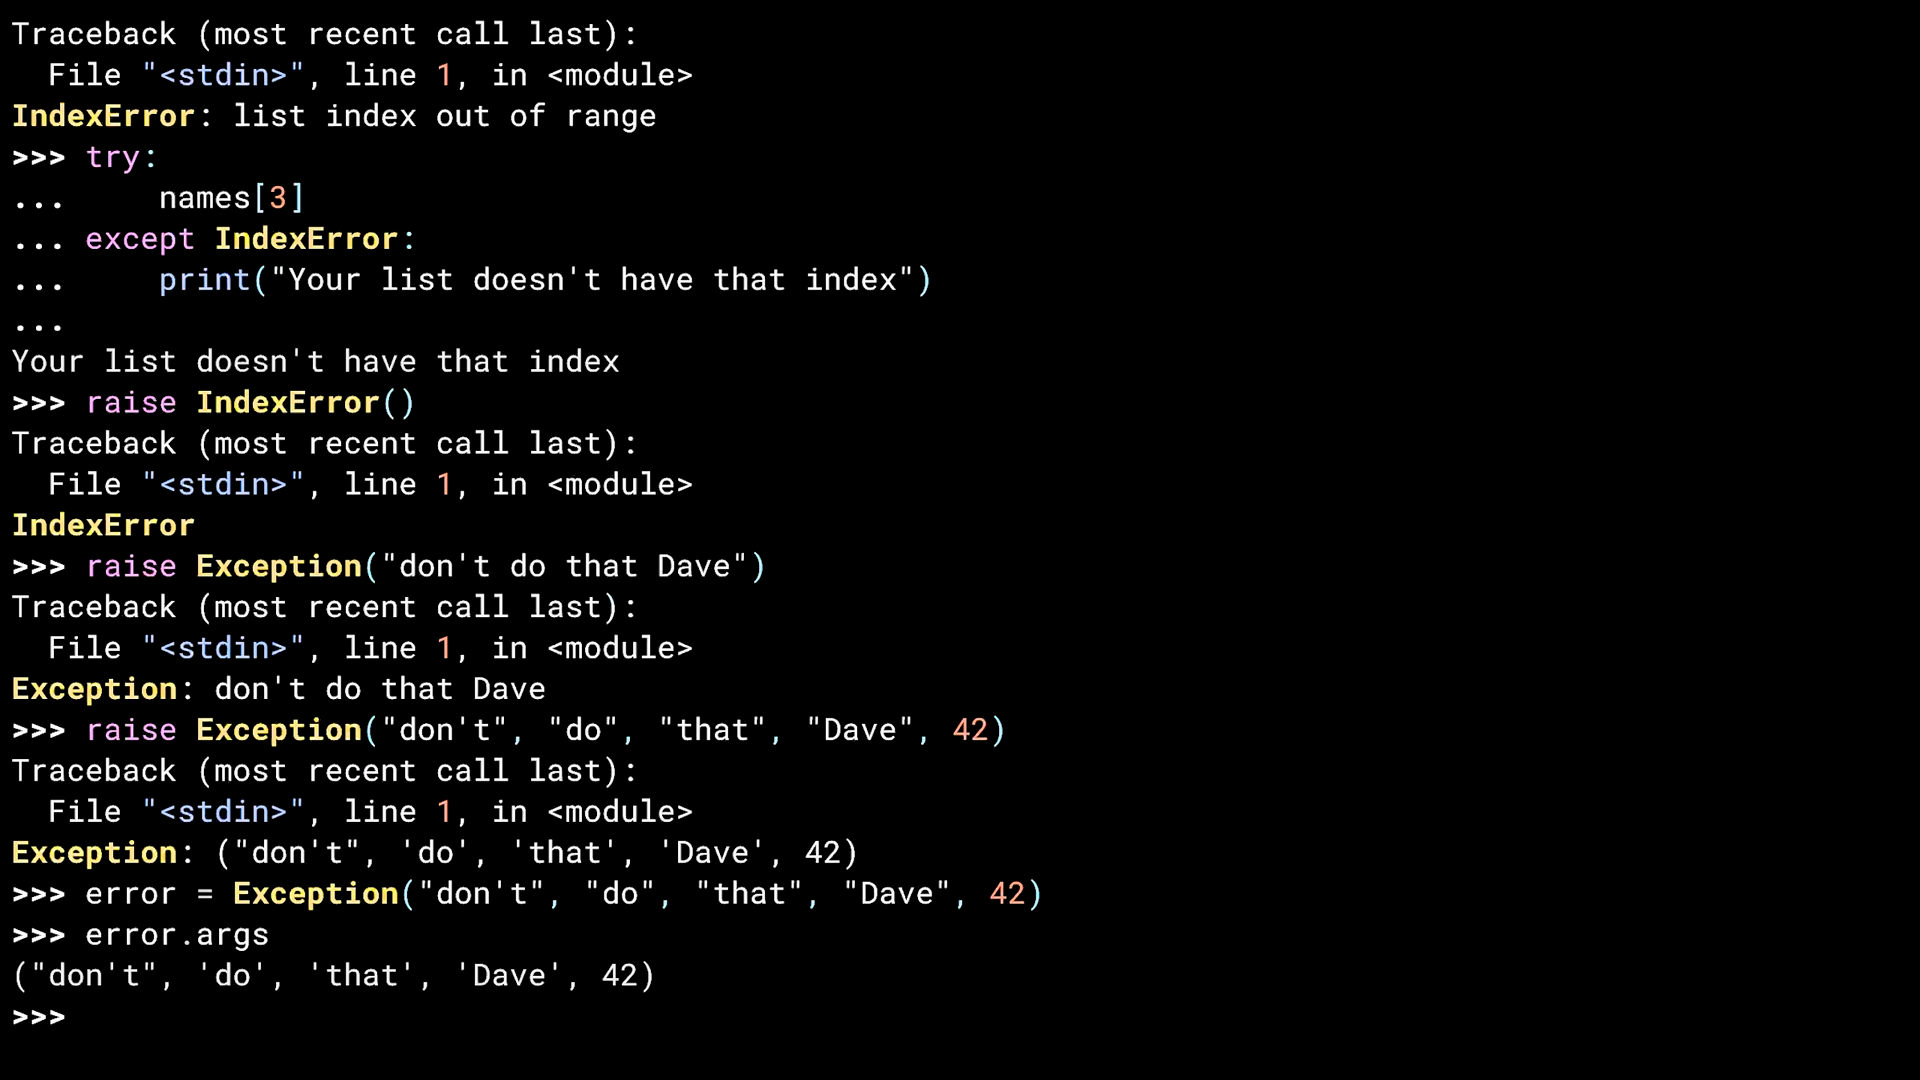 Traceback (most recent call last):
  File "<stdin>", line 1, in <module>
IndexError: list index out of range
>>> try:
...     names[3]
... except IndexError:
...     print("Your list doesn't have that index")
...
Your list doesn't have that index
>>> raise IndexError()
Traceback (most recent call last):
  File "<stdin>", line 1, in <module>
IndexError
>>> raise Exception("don't do that Dave")
Traceback (most recent call last):
  File "<stdin>", line 1, in <module>
Exception: don't do that Dave
>>> raise Exception("don't", "do", "that", "Dave", 42)
Traceback (most recent call last):
  File "<stdin>", line 1, in <module>
Exception: ("don't", 'do', 'that', 'Dave', 42)
>>> error = Exception("don't", "do", "that", "Dave", 42)
>>> error.args
("don't", 'do', 'that', 'Dave', 42)
>>>